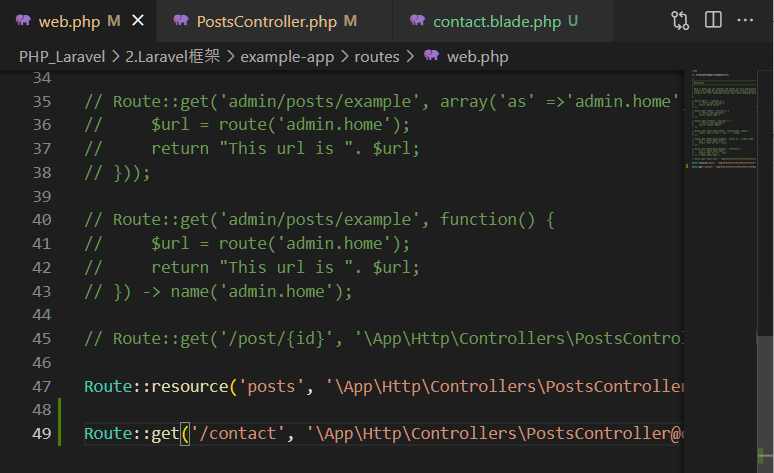 web.php M
PostsController.php M
contact.blade.php U
PHP_Laravel > 2.Laravel框架 > example-app > routes > web.php
34
35 // Route::get('admin/posts/example', array('as' =>'admin.home'
36 //     $url = route('admin.home');
37 //     return "This url is ". $url;
38 // }));
39
40 // Route::get('admin/posts/example', function() {
41 //     $url = route('admin.home');
42 //     return "This url is ". $url;
43 // }) -> name('admin.home');
44
45 // Route::get('/post/{id}', '\App\Http\Controllers\PostsControl
46
47 Route::resource('posts', '\App\Http\Controllers\PostsController
48
49 Route::get('/contact', '\App\Http\Controllers\PostsController@